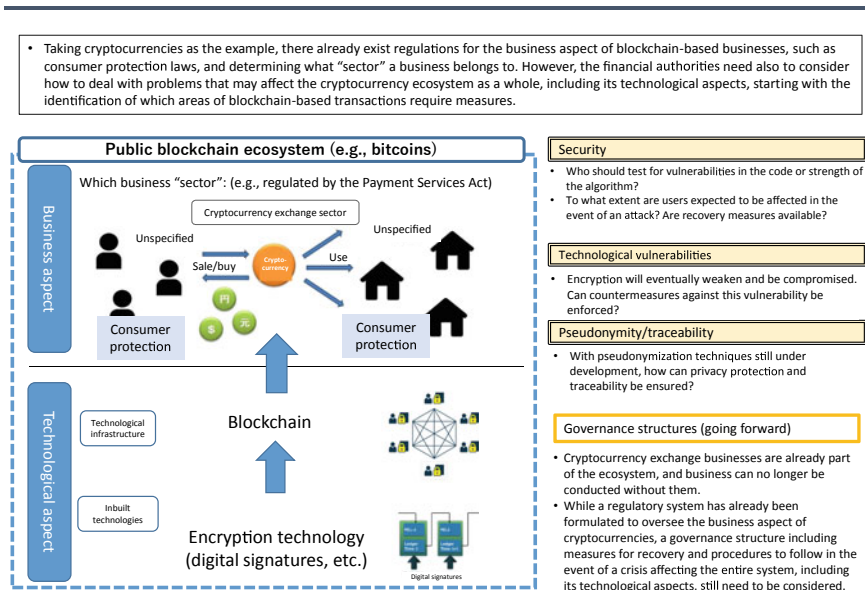 • Taking cryptocurrencies as the example, there already exist regulations for the business aspect of blockchain-based businesses, such as
consumer protection laws, and determining what “sector” a business belongs to. However, the financial authorities need also to consider
how to deal with problems that may affect the cryptocurrency ecosystem as a whole, including its technological aspects, starting with the
identification of which areas of blockchain-based transactions require measures.
Public blockchain ecosystem (e.g., bitcoins)
Business aspect
Which business “sector”: (e.g., regulated by the Payment Services Act)
Cryptocurrency exchange sector
Unspecified
Unspecified
Sale/buy
Crypto-
currency
Use
円
$
元
Consumer
protection
Consumer
protection
Technological aspect
Technological
infrastructure
Blockchain
Inbuilt
technologies
Encryption technology
(digital signatures, etc.)
Ledger
Ledger
Digital signatures
Security
• Who should test for vulnerabilities in the code or strength of
the algorithm?
• To what extent are users expected to be affected in the
event of an attack? Are recovery measures available?
Technological vulnerabilities
• Encryption will eventually weaken and be compromised.
Can countermeasures against this vulnerability be
enforced?
Pseudonymity/traceability
• With pseudonymization techniques still under
development, how can privacy protection and
traceability be ensured?
Governance structures (going forward)
• Cryptocurrency exchange businesses are already part
of the ecosystem, and business can no longer be
conducted without them.
• While a regulatory system has already been
formulated to oversee the business aspect of
cryptocurrencies, a governance structure including
measures for recovery and procedures to follow in the
event of a crisis affecting the entire system, including
its technological aspects, still need to be considered.